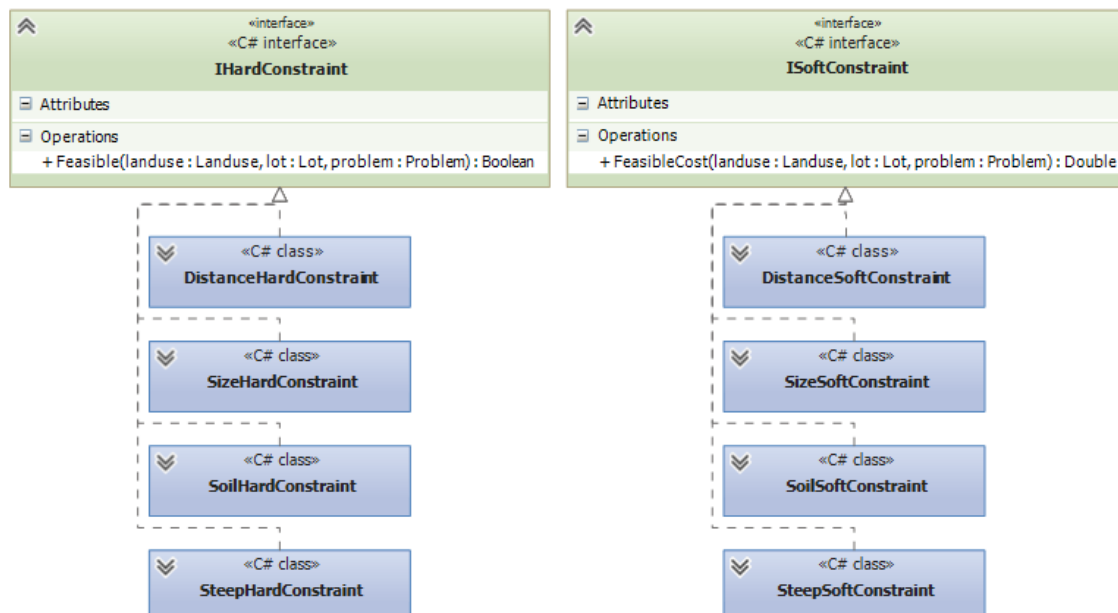 «interface»
«C# interface»
IHardConstraint
Attributes
Operations
+ Feasible(landuse : Landuse, lot : Lot, problem : Problem) : Boolean
«C# class»
DistanceHardConstraint
«C# class»
SizeHardConstraint
«C# class»
SoilHardConstraint
«C# class»
SteepHardConstraint
«interface»
«C# interface»
ISoftConstraint
Attributes
Operations
+ FeasibleCost(landuse : Landuse, lot : Lot, problem : Problem) : Double
«C# class»
DistanceSoftConstraint
«C# class»
SizeSoftConstraint
«C# class»
SoilSoftConstraint
«C# class»
SteepSoftConstraint